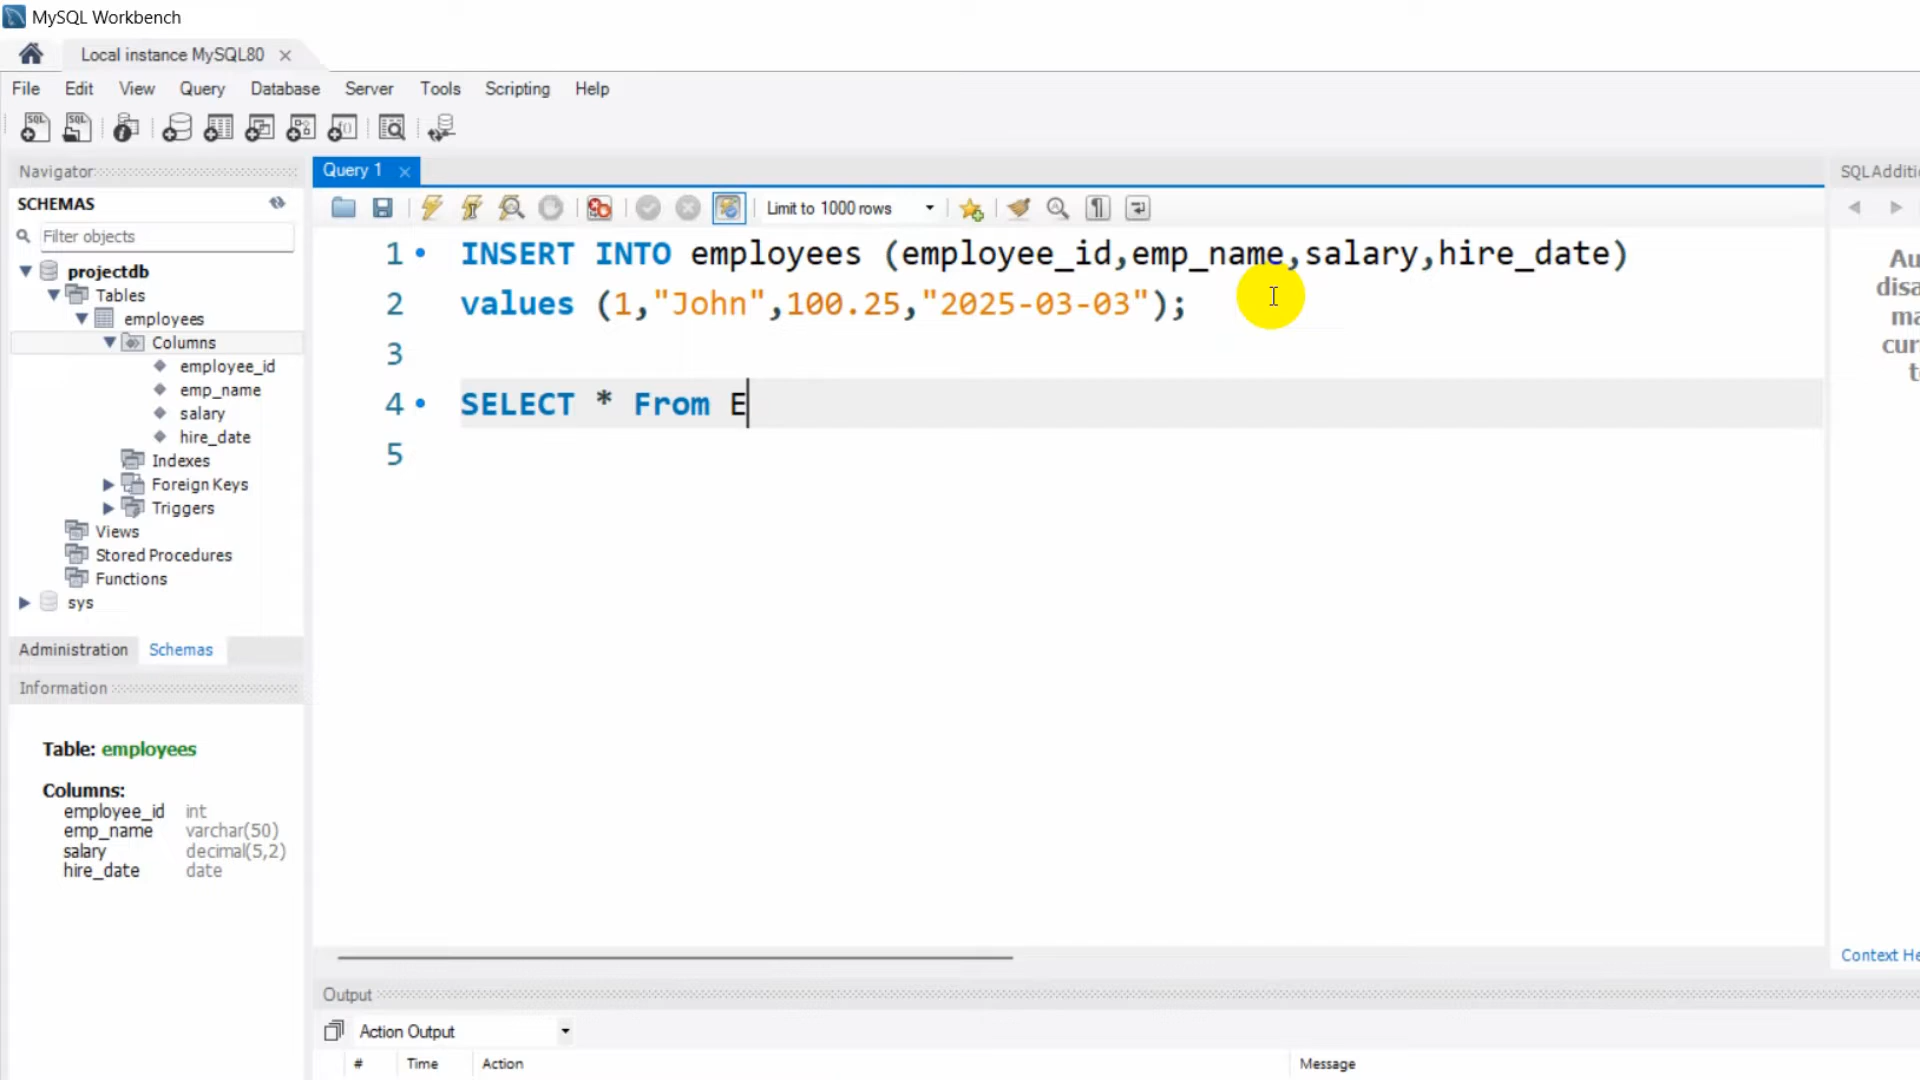 MySQL Workbench
Local instance MySQL80
File Edit View Query Database Server Tools Scripting Help
Navigator
SCHEMAS
Filter objects
projectdb
Tables
employees
Columns
employee_id
emp_name
salary
hire_date
Indexes
Foreign Keys
Triggers
Views
Stored Procedures
Functions
sys
Administration Schemas
Information
Table: employees
Columns:
employee_id int
emp_name varchar(50)
salary decimal(5,2)
hire_date date
Query 1
Limit to 1000 rows
1 INSERT INTO employees (employee_id,emp_name,salary,hire_date)
2 values (1,"John",100.25,"2025-03-03");
3
4 SELECT * From E
5
Output
Action Output
# Time Action Message
SQLAdditi
Au
disa
ma
cur
t
Context He